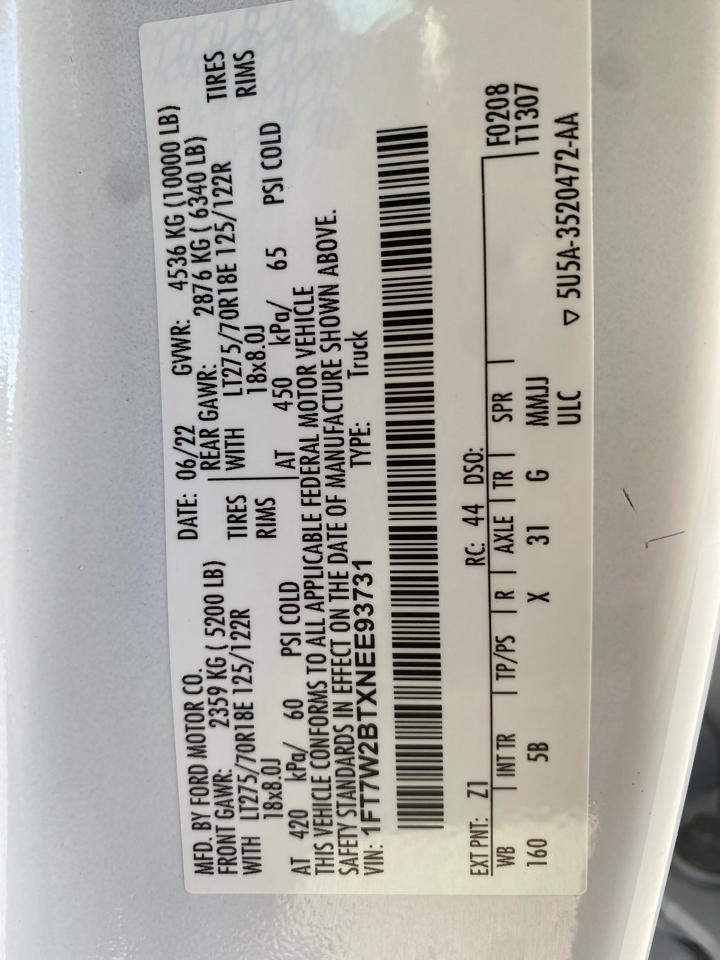 MFD. BY FORD MOTOR CO.
DATE: 06/22 GVWR: 4536 KG (10000 LB)
FRONT GAWR: 2359 KG ( 5200 LB) REAR GAWR: 2876 KG ( 6340 LB)
WITH LT275/70R18E 125/122R TIRES WITH LT275/70R18E 125/122R TIRES
18x8.0J RIMS 18x8.0J RIMS
AT 420 kPa/ 60 PSI COLD AT 450 kPa/ 65 PSI COLD
THIS VEHICLE CONFORMS TO ALL APPLICABLE FEDERAL MOTOR VEHICLE
SAFETY STANDARDS IN EFFECT ON THE DATE OF MANUFACTURE SHOWN ABOVE.
VIN: 1FT7W2BTXNEE93731 TYPE: Truck
F0208
EXT PNT: Z1 RC: 44 DSO: T1307
WB INT TR TP/PS R AXLE TR SPR
160 5B X 31 G MMJJ
ULC ▽ 5U5A-3520472-AA